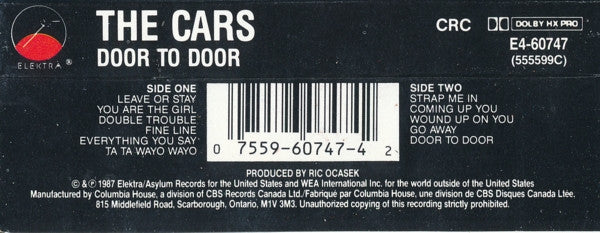 THE CARS
DOOR TO DOOR
ELEKTRA ®
CRC DOLBY HX PRO
E4-60747
(555599C)
SIDE ONE
LEAVE OR STAY
YOU ARE THE GIRL
DOUBLE TROUBLE
FINE LINE
EVERYTHING YOU SAY
TA TA WAYO WAYO
0 7559-60747-4 2
SIDE TWO
STRAP ME IN
COMING UP YOU
WOUND UP ON YOU
GO AWAY
DOOR TO DOOR
PRODUCED BY RIC OCASEK
© & ℗ 1987 Elektra/Asylum Records for the United States and WEA International Inc. for the world outside of the United States
Manufactured by Columbia House, a division of CBS Records Canada Ltd./Fabriqué par Columbia House, une division de CBS Disques Canada Ltée.
815 Middlefield Road, Scarborough, Ontario, M1V 3M3. Unauthorized copying of this recording strictly prohibited.